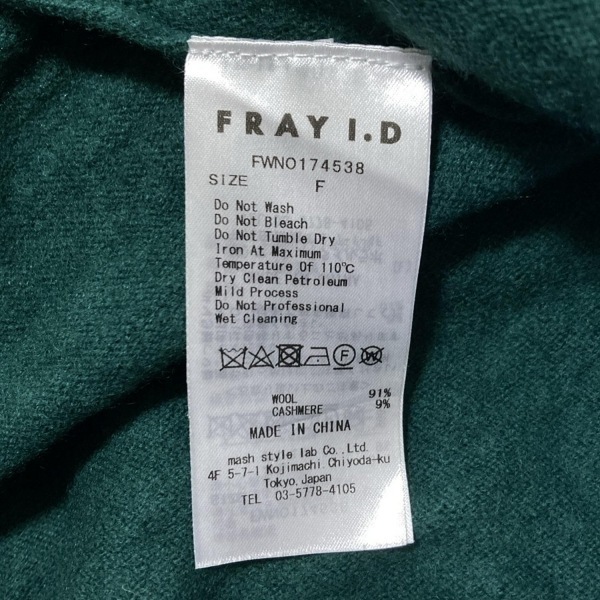 FRAY I.D
FWNO174538
SIZE F
Do Not Wash
Do Not Bleach
Do Not Tumble Dry
Iron At Maximum
Temperature Of 110℃
Dry Clean Petroleum
Mild Process
Do Not Professional
Wet Cleaning
F W
WOOL 91%
CASHMERE 9%
MADE IN CHINA
mash style lab Co.,Ltd.
4F 5-7-1 Kojimachi Chiyoda-ku
Tokyo.Japan
TEL 03-5778-4105